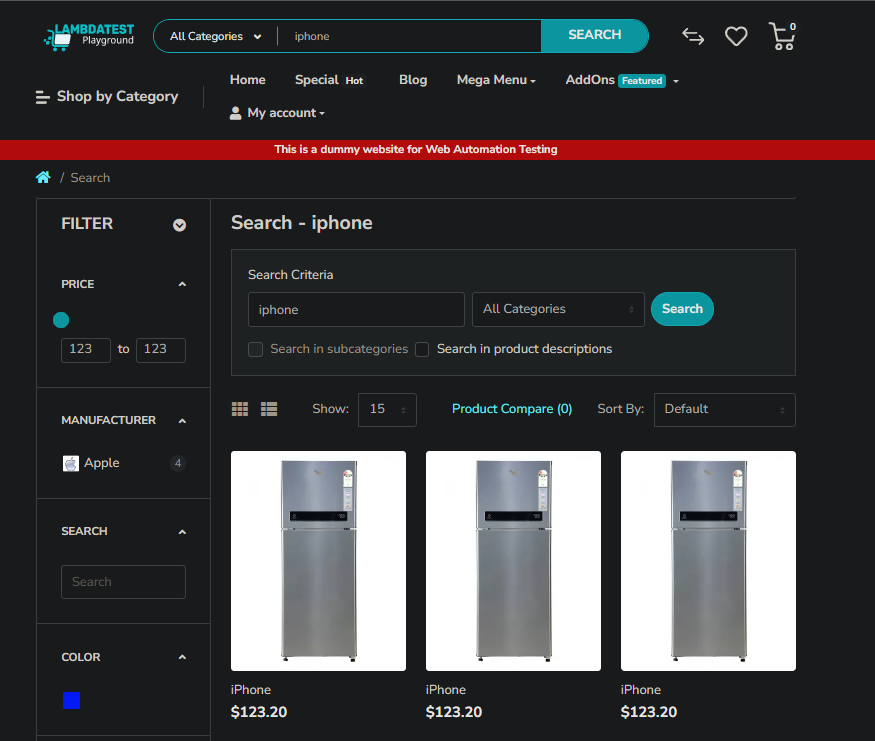 LAMBDATEST
Playground
All Categories
iphone
SEARCH
0
Shop by Category
Home
Special Hot
Blog
Mega Menu
AddOns Featured
My account
This is a dummy website for Web Automation Testing
/ Search
FILTER
PRICE
123 to 123
MANUFACTURER
Apple 4
SEARCH
Search
COLOR
Search - iphone
Search Criteria
iphone
All Categories
Search
Search in subcategories
Search in product descriptions
Show: 15
Product Compare (0)
Sort By: Default
iPhone
$123.20
iPhone
$123.20
iPhone
$123.20